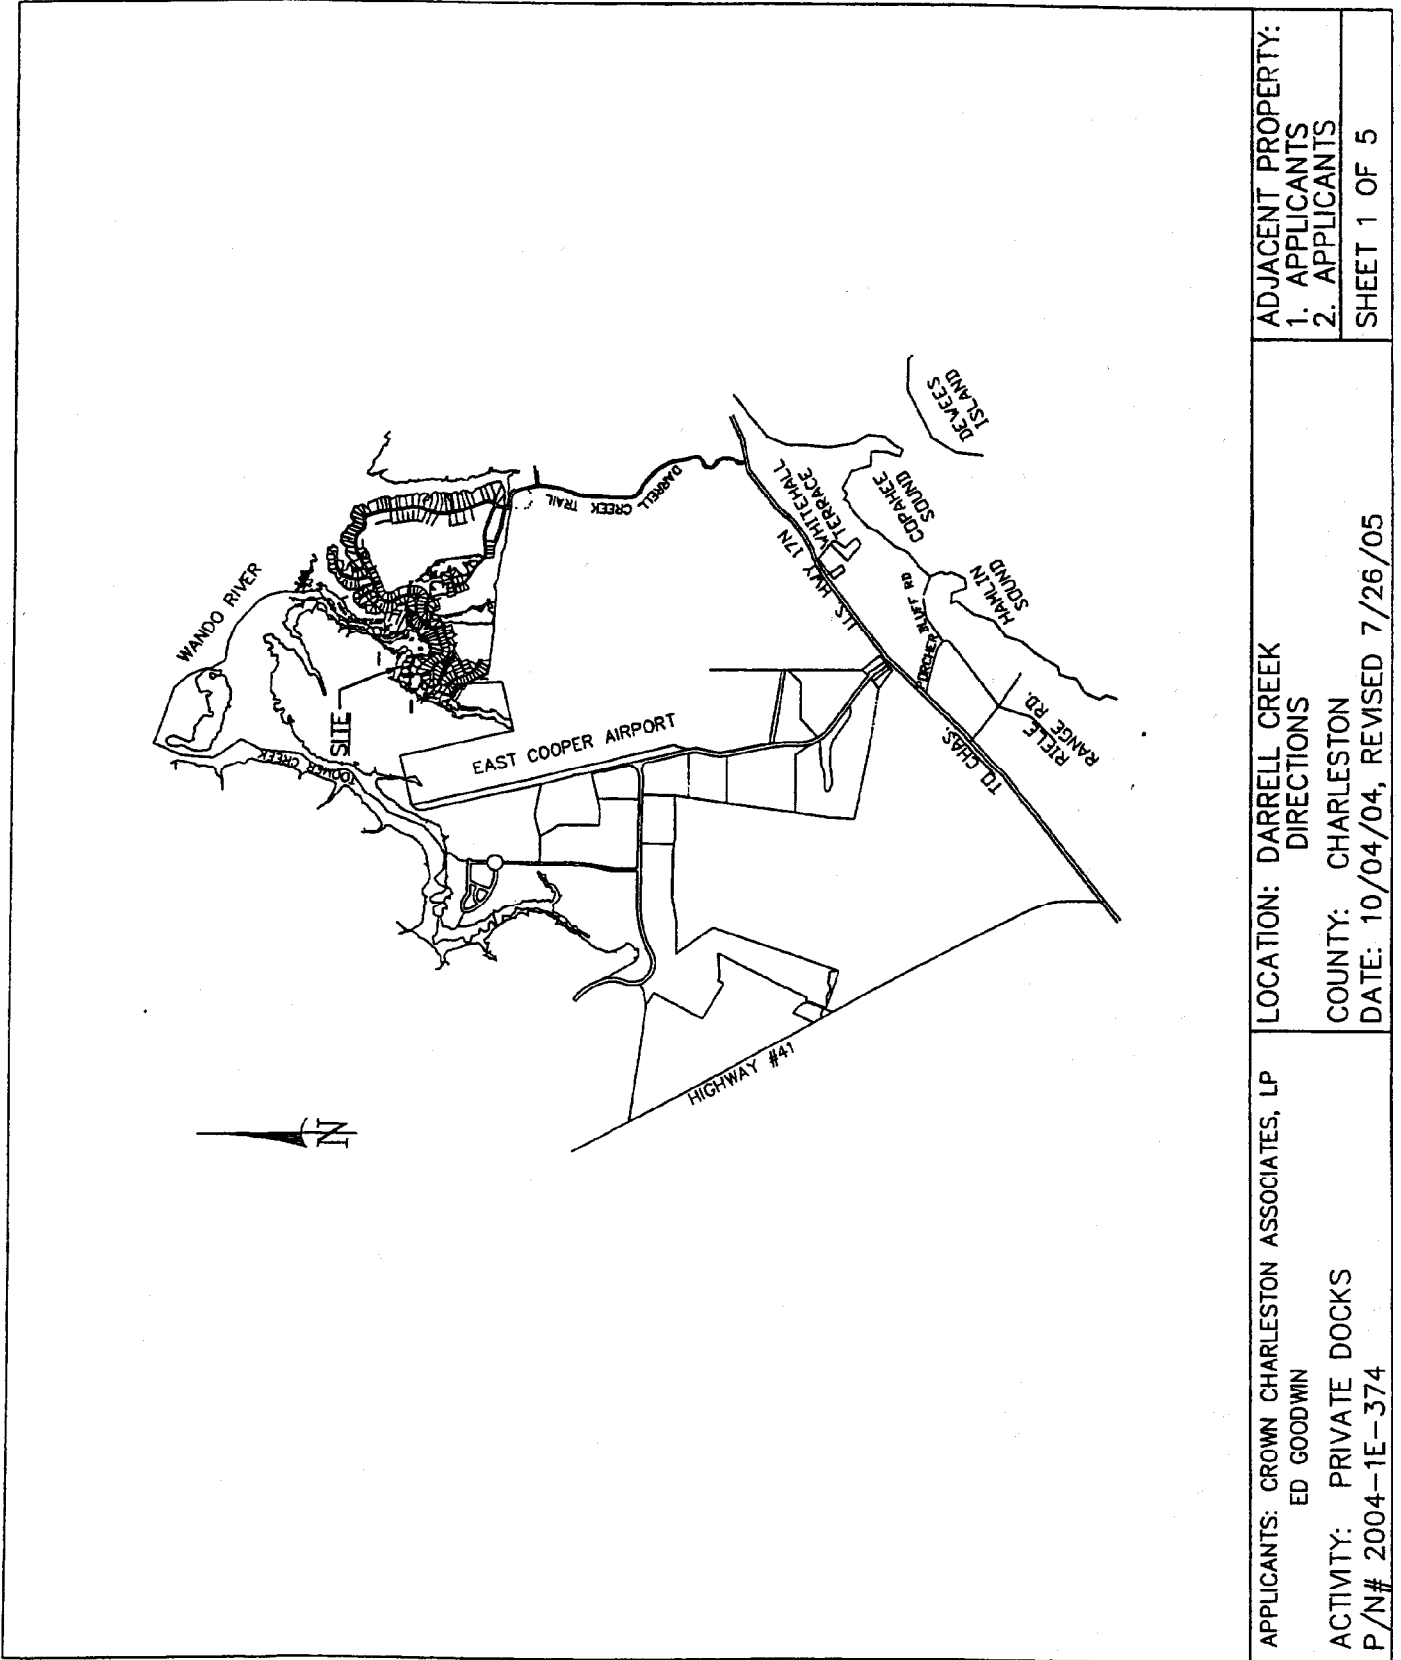 WANDO RIVER
TOOMER CREEK
SITE
EAST COOPER AIRPORT
DARRELL CREEK TRAIL
U.S. HWY 17N
WHITEHALL
TERRACE
COPAHEE
SOUND
DEWEES
ISLAND
HAMLIN
SOUND
PORCHER BLUFF RD
RIFLE
RANGE RD.
TO CHAS.
HIGHWAY #41
N
APPLICANTS: CROWN CHARLESTON ASSOCIATES, LP
ED GOODWIN
ACTIVITY: PRIVATE DOCKS
P/N# 2004-1E-374
LOCATION: DARRELL CREEK
DIRECTIONS
COUNTY: CHARLESTON
DATE: 10/04/04, REVISED 7/26/05
ADJACENT PROPERTY:
1. APPLICANTS
2. APPLICANTS
SHEET 1 OF 5